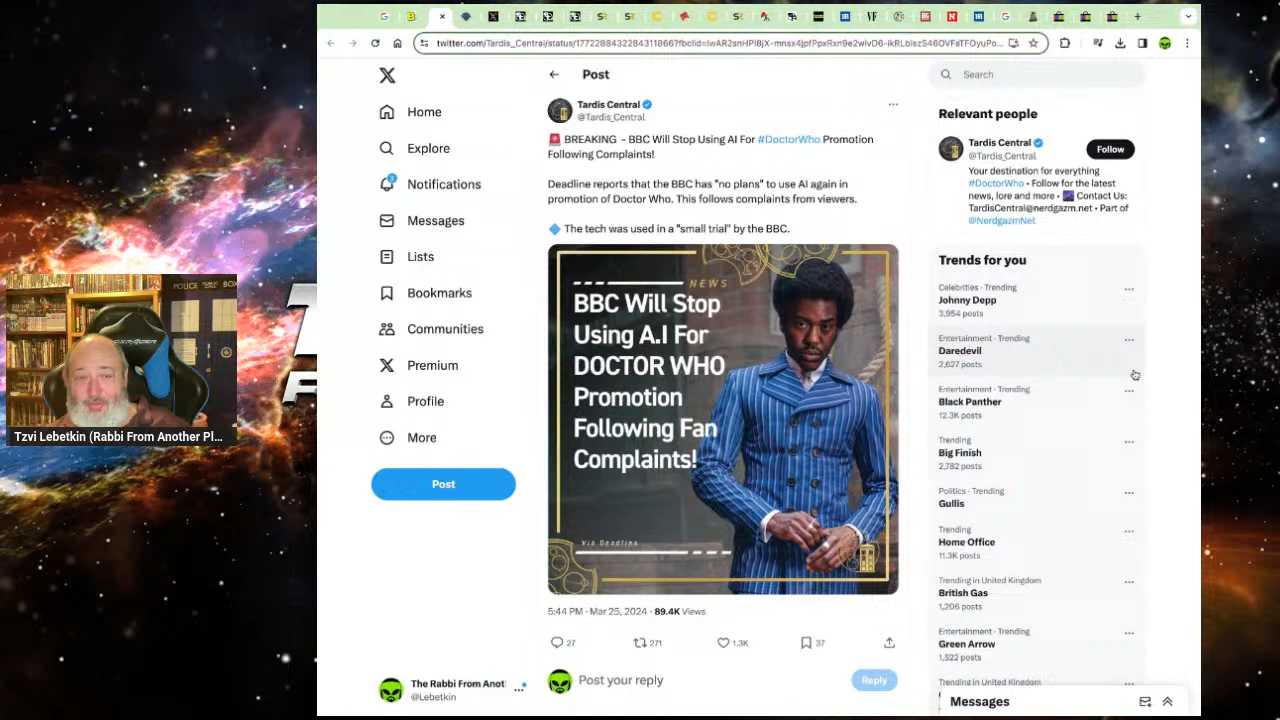 twitter.com/Tardis_Central/status/1772288432284311866?fbclid=
Home
Explore
Notifications
Messages
Lists
Bookmarks
Communities
Premium
Profile
More
Post
The Rabbi From Anot
@Lebetkin
POLICE
BOX
Tzvi Lebetkin (Rabbi From Another Pl...
Post
Tardis Central
@Tardis_Central
🚨 BREAKING - BBC Will Stop Using AI For #DoctorWho Promotion
Following Complaints!
Deadline reports that the BBC has "no plans" to use AI again in
promotion of Doctor Who. This follows complaints from viewers.
🔷 The tech was used in a "small trial" by the BBC.
NEWS
BBC Will Stop
Using A.I For
DOCTOR WHO
Promotion
Following Fan
Complaints!
Via Deadline
5:44 PM · Mar 25, 2024 · 89.4K Views
27
271
1.3K
37
Post your reply
Reply
Search
Relevant people
Tardis Central
@Tardis_Central
Follow
Your destination for everything
#DoctorWho • Follow for the latest
news, lore and more • 🌌 Contact Us:
TardisCentral@nerdgazm.net • Part of
@NerdgazmNet
Trends for you
Celebrities · Trending
Johnny Depp
3,954 posts
Entertainment · Trending
Daredevil
2,627 posts
Entertainment · Trending
Black Panther
12.3K posts
Trending
Big Finish
2,782 posts
Politics · Trending
Gullis
Trending
Home Office
11.3K posts
Trending in United Kingdom
British Gas
1,206 posts
Entertainment · Trending
Green Arrow
1,522 posts
Trending in United Kingdom
Messages